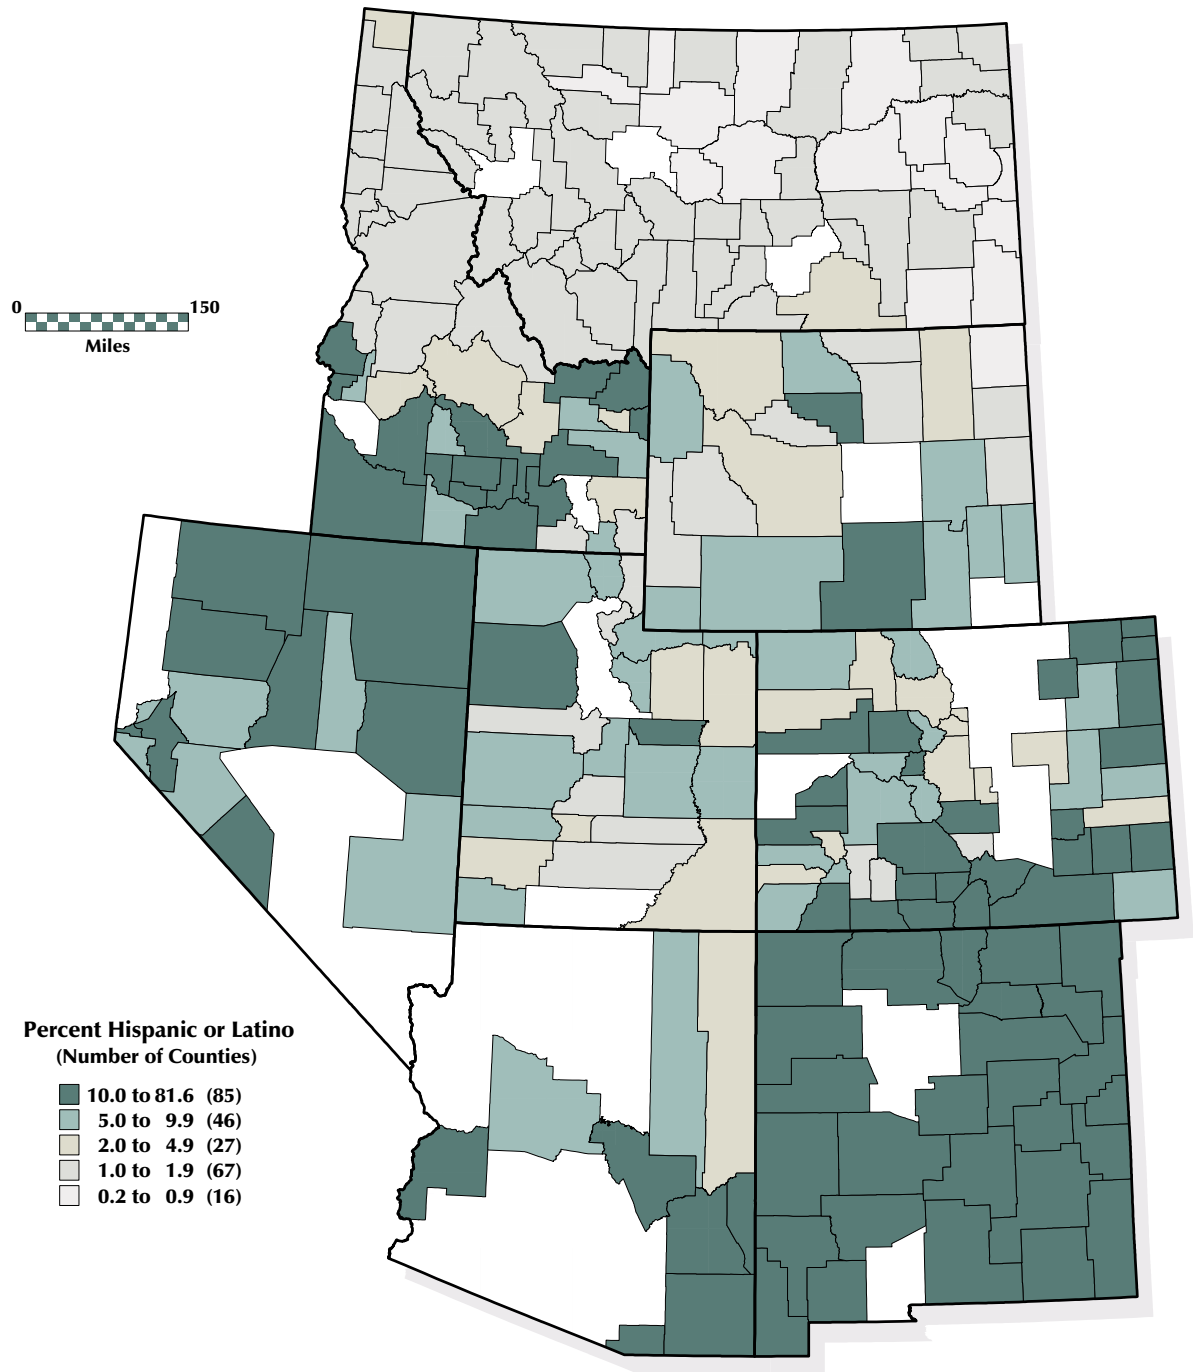 0 150
Miles
Percent Hispanic or Latino
(Number of Counties)
10.0 to 81.6 (85)
5.0 to 9.9 (46)
2.0 to 4.9 (27)
1.0 to 1.9 (67)
0.2 to 0.9 (16)